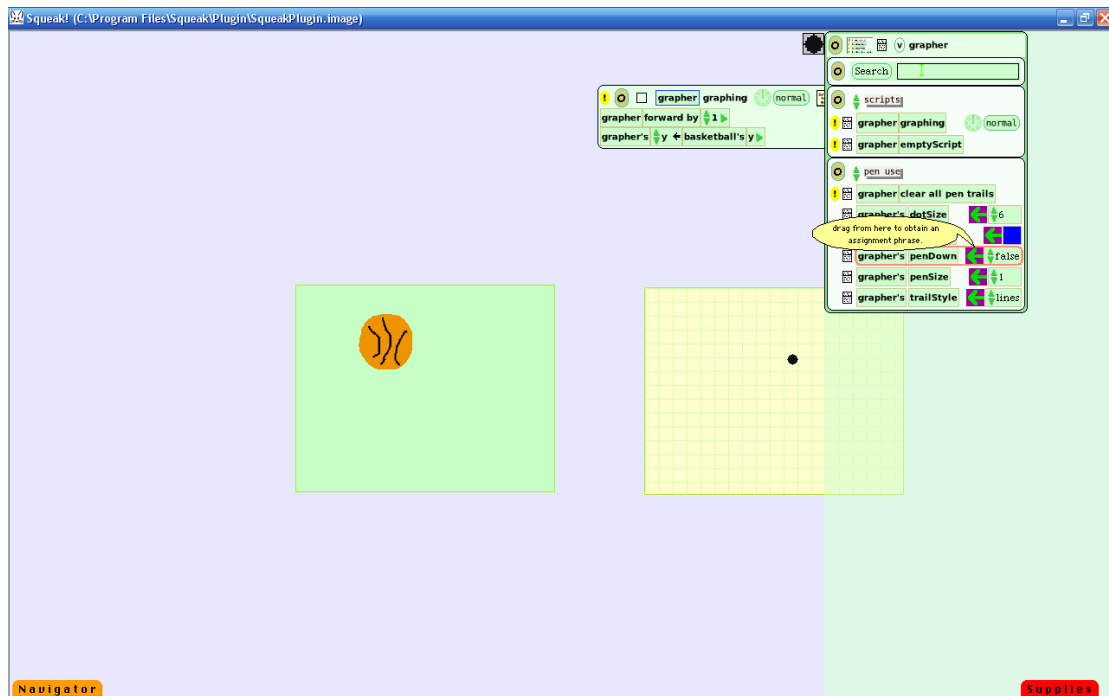 Squeak! (C:\Program Files\Squeak\Plugin\SqueakPlugin.image)
grapher
Search
! grapher graphing normal
grapher forward by 1
grapher's y ← basketball's y
scripts
! grapher graphing normal
! grapher emptyScript
pen use
! grapher clear all pen trails
grapher's dotSize 6
drag from here to obtain an
assignment phrase.
grapher's penDown false
grapher's penSize 1
grapher's trailStyle lines
Navigator
Supplies